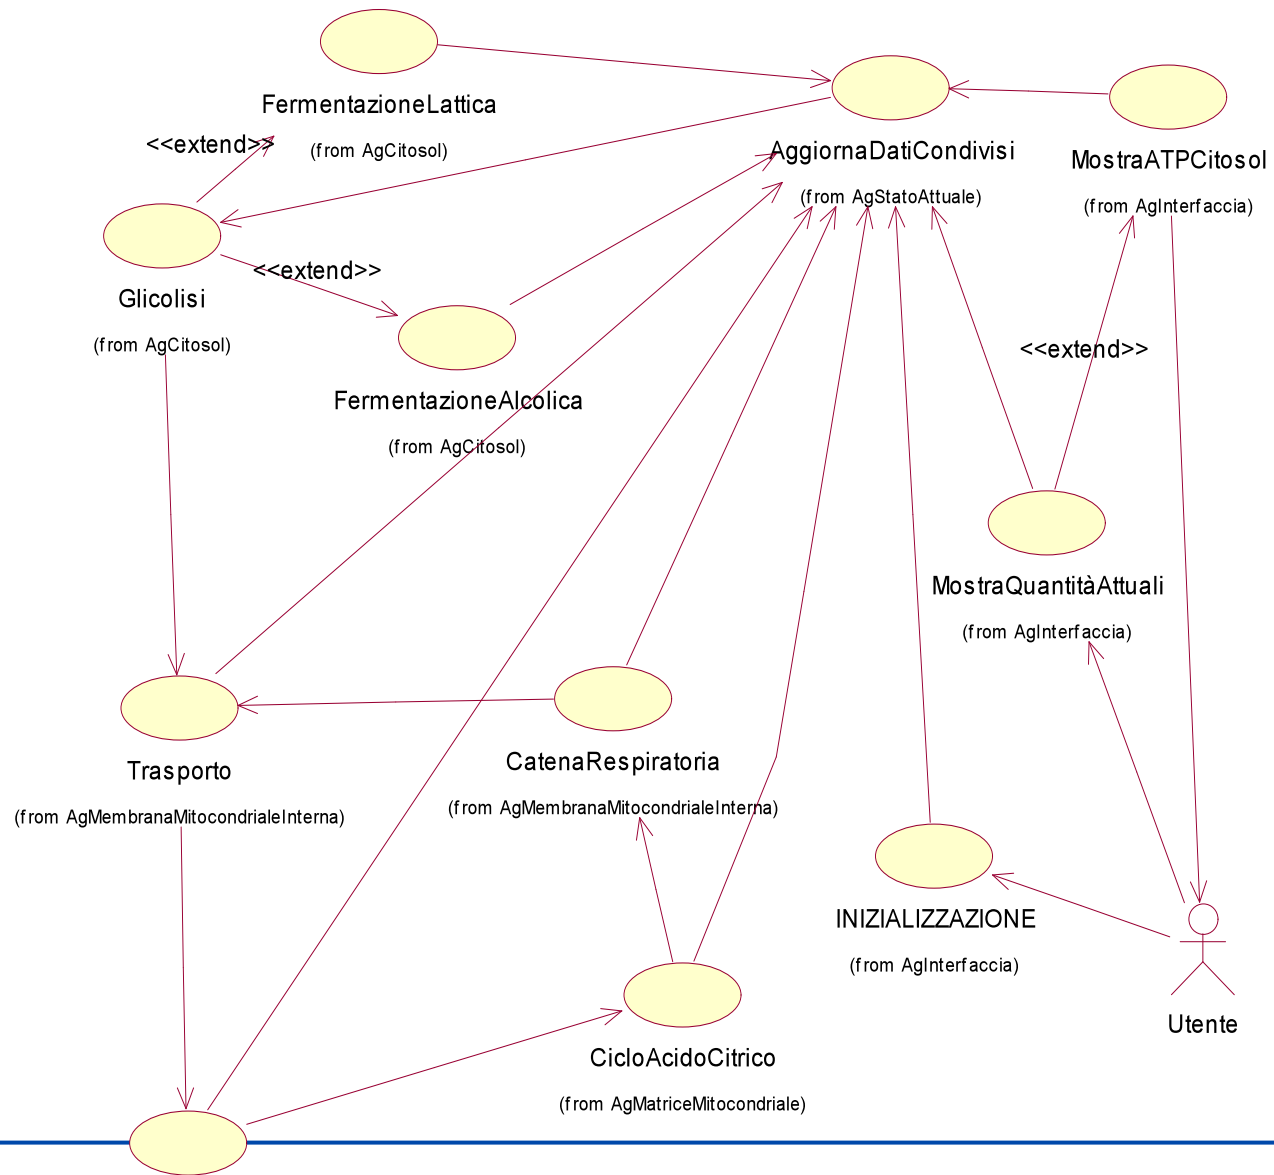 FermentazioneLattica
(from AgCitosol)
<<extend>>
AggiornaDatiCondivisi
(from AgStatoAttuale)
MostraATPCitosol
(from AgInterfaccia)
Glicolisi
(from AgCitosol)
<<extend>>
FermentazioneAlcolica
(from AgCitosol)
<<extend>>
MostraQuantitàAttuali
(from AgInterfaccia)
Trasporto
(from AgMembranaMitocondrialeInterna)
CatenaRespiratoria
(from AgMembranaMitocondrialeInterna)
INIZIALIZZAZIONE
(from AgInterfaccia)
Utente
CicloAcidoCitrico
(from AgMatriceMitocondriale)